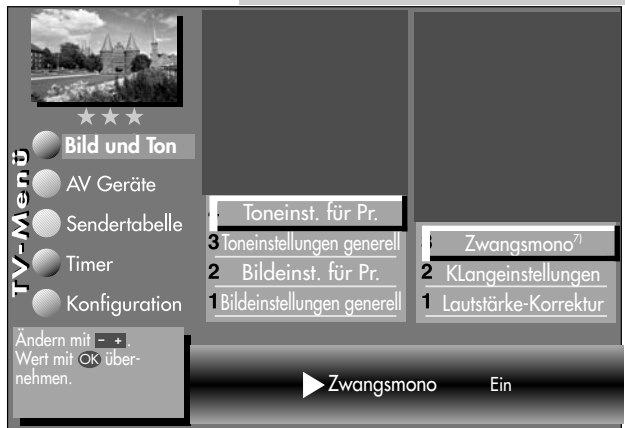 ★★★
TV-Menü
Bild und Ton
AV Geräte
Sendertabelle
Timer
Konfiguration
Ändern mit - + .
Wert mit OK über-
nehmen.
Toneinst. für Pr.
3 Toneinstellungen generell
2 Bildeinst. für Pr.
1 Bildeinstellungen generell
Zwangsmono7)
2 KLangeinstellungen
1 Lautstärke-Korrektur
Zwangsmono Ein